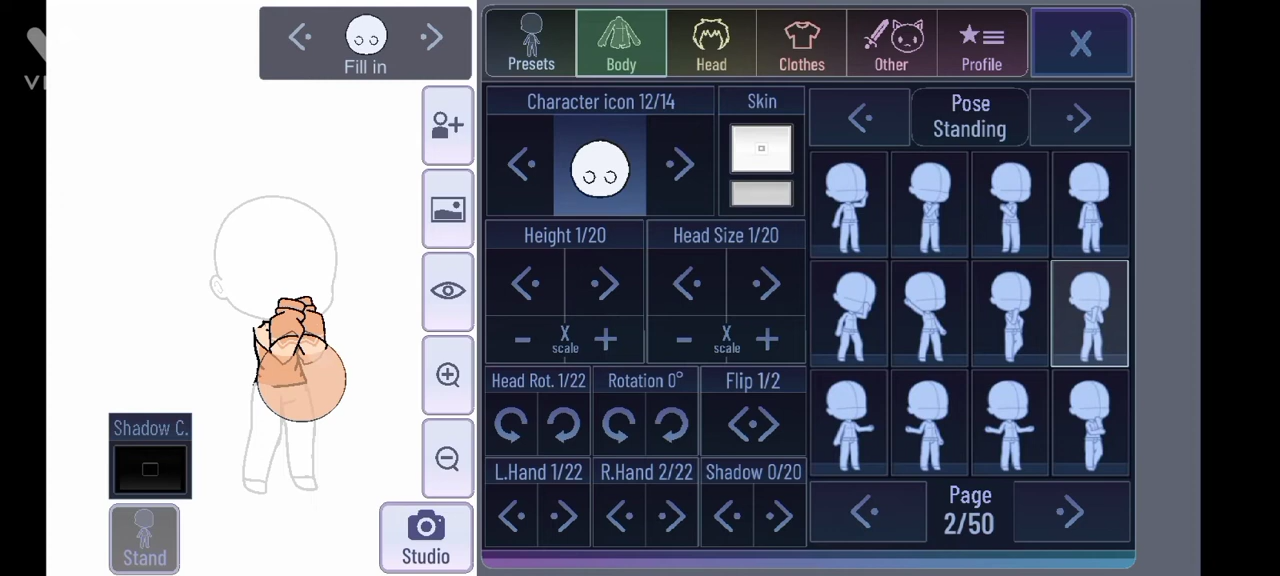 V
VI
Fill in
Presets
Body
Head
Clothes
Other
Profile
X
Character icon 12/14
Skin
Pose
Standing
Height 1/20
Head Size 1/20
X
scale
X
scale
Head Rot. 1/22
Rotation 0°
Flip 1/2
L.Hand 1/22
R.Hand 2/22
Shadow 0/20
Page
2/50
Shadow C.
Stand
Studio